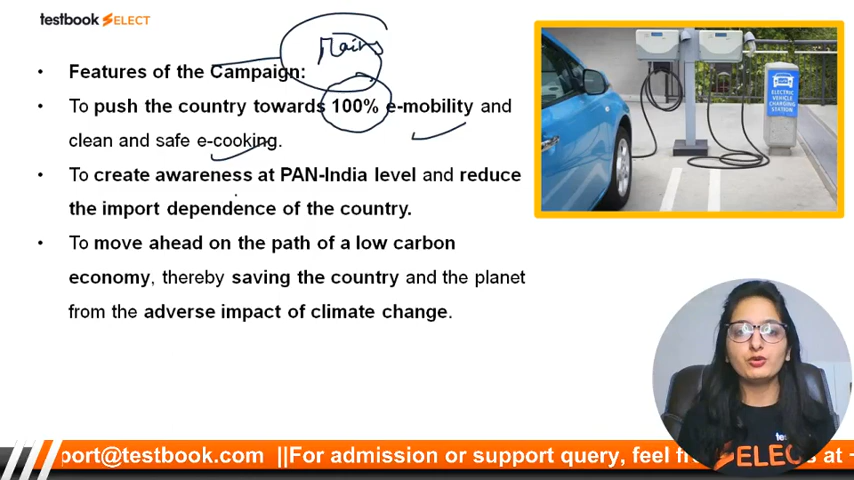 testbook SELECT
Mains
• Features of the Campaign:
• To push the country towards 100% e-mobility and
clean and safe e-cooking.
• To create awareness at PAN-India level and reduce
the import dependence of the country.
• To move ahead on the path of a low carbon
economy, thereby saving the country and the planet
from the adverse impact of climate change.
ELECTRIC
VEHICLE
CHARGING
STATION
port@testbook.com ||For admission or support query, feel fr s at
SELEC